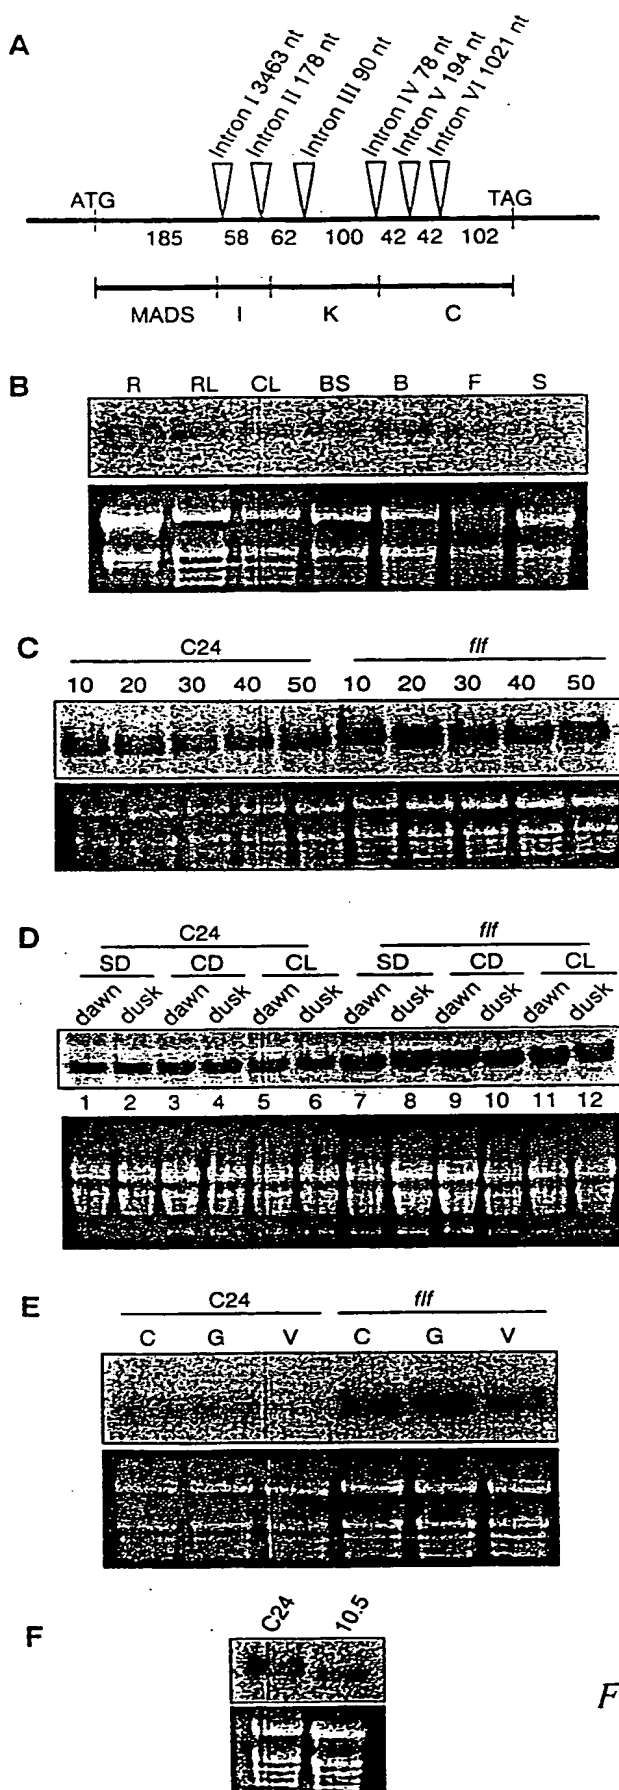 A
Intron I 3463 nt
Intron II 178 nt
Intron III 90 nt
Intron IV 78 nt
Intron V 194 nt
Intron VI 1021 nt
ATG TAG
185 58 62 100 42 42 102
MADS I K C
B
R RL CL BS B F S
C
C24 flf
10 20 30 40 50 10 20 30 40 50
D
C24 flf
SD CD CL SD CD CL
dawn dusk dawn dusk dawn dusk dawn dusk dawn dusk dawn dusk
1 2 3 4 5 6 7 8 9 10 11 12
E
C24 flf
C G V C G V
F
C24 10.5
F